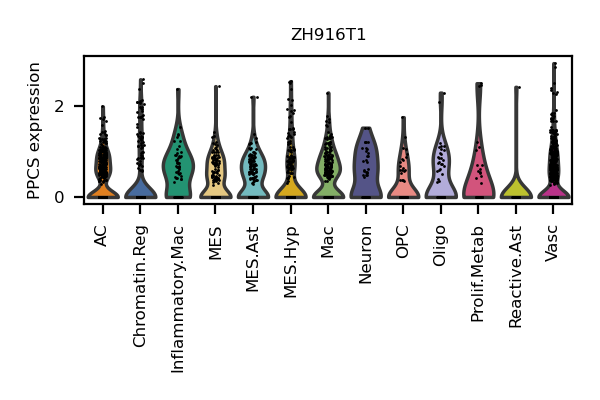 ZH916T1
PPCS expression
2
0
AC
Chromatin.Reg
Inflammatory.Mac
MES
MES.Ast
MES.Hyp
Mac
Neuron
OPC
Oligo
Prolif.Metab
Reactive.Ast
Vasc